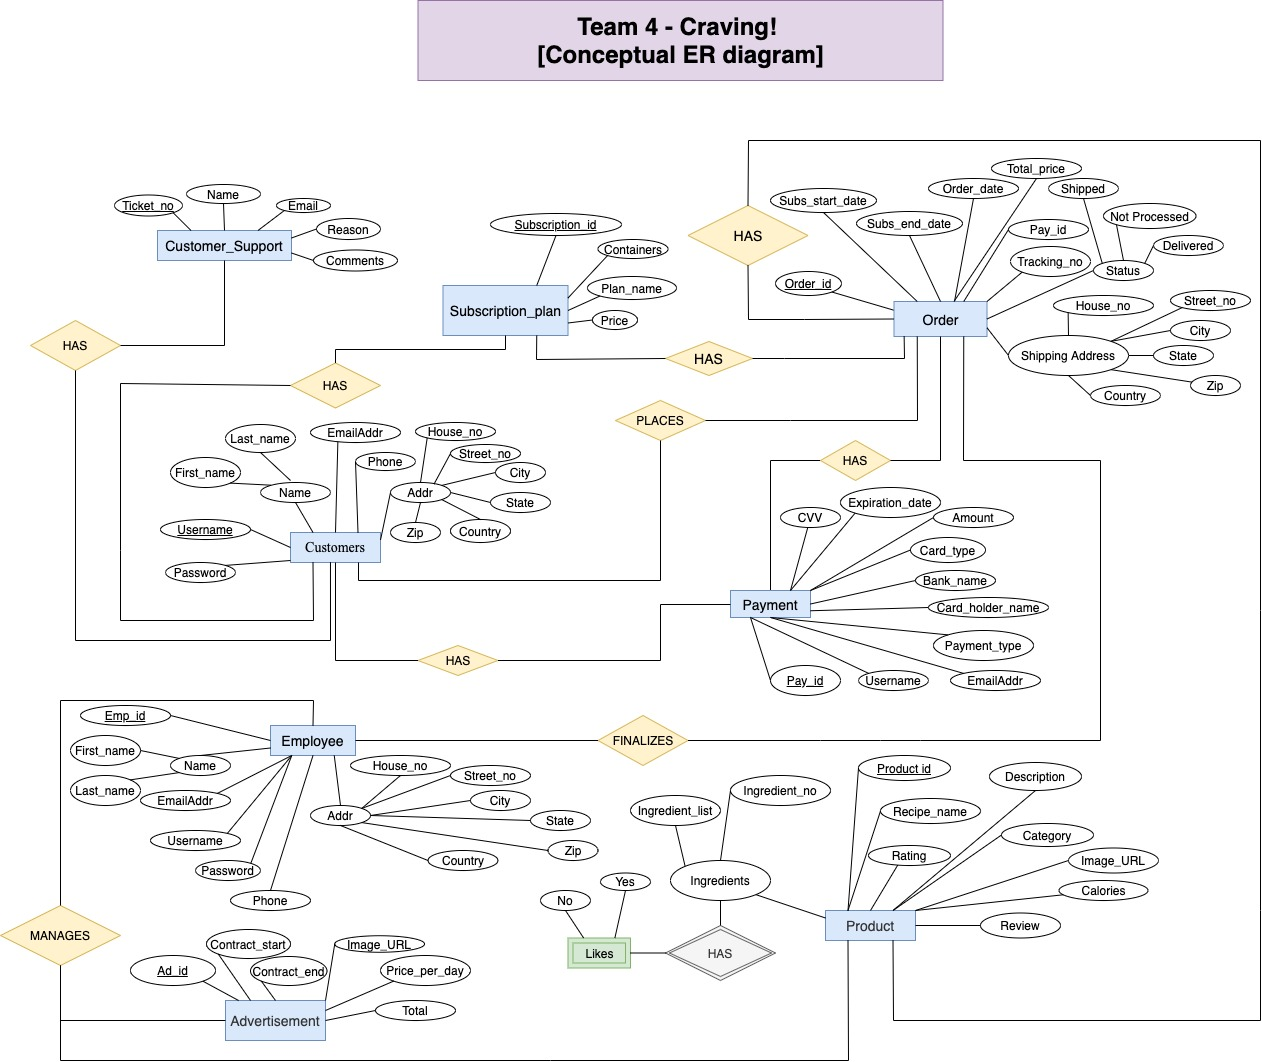 Team 4 - Craving!
[Conceptual ER diagram]
Ticket_no
Name
Email
Reason
Comments
Customer_Support
HAS
Subscription_id
Containers
Plan_name
Price
Subscription_plan
HAS
HAS
HAS
Subs_start_date
Subs_end_date
Order_date
Total_price
Shipped
Not Processed
Delivered
Status
Pay_id
Tracking_no
Order_id
Order
House_no
Street_no
City
State
Zip
Country
Shipping Address
PLACES
HAS
Last_name
First_name
Name
EmailAddr
Phone
House_no
Street_no
City
State
Country
Zip
Addr
Username
Password
Customers
HAS
CVV
Expiration_date
Amount
Card_type
Bank_name
Card_holder_name
Payment_type
EmailAddr
Username
Pay_id
Payment
Emp_id
First_name
Last_name
Name
EmailAddr
Username
Password
Phone
Employee
House_no
Street_no
City
State
Zip
Country
Addr
FINALIZES
MANAGES
Ingredient_list
Ingredient_no
Ingredients
Product id
Recipe_name
Rating
Description
Category
Image_URL
Calories
Review
Product
No
Yes
Likes
HAS
Contract_start
Contract_end
Ad_id
Image_URL
Price_per_day
Total
Advertisement